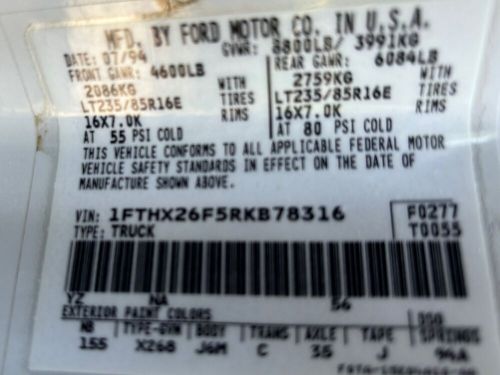 MFD. BY FORD MOTOR CO. IN U.S.A.
DATE: 07/94 GVWR: 8800LB/ 3991KG
FRONT GAWR: 4600LB REAR GAWR: 6084LB
2086KG WITH 2759KG WITH
LT235/85R16E TIRES LT235/85R16E TIRES
16X7.0K RIMS 16X7.0K RIMS
AT 55 PSI COLD AT 80 PSI COLD
THIS VEHICLE CONFORMS TO ALL APPLICABLE FEDERAL MOTOR
VEHICLE SAFETY STANDARDS IN EFFECT ON THE DATE OF
MANUFACTURE SHOWN ABOVE.
VIN: 1FTHX26F5RKB78316 F0277
TYPE: TRUCK T0055
YZ NA 56
EXTERIOR PAINT COLORS DSO
WB TYPE-GVW BODY TRANS AXLE TAPE SPRINGS
155 X268 J6M C 35 J